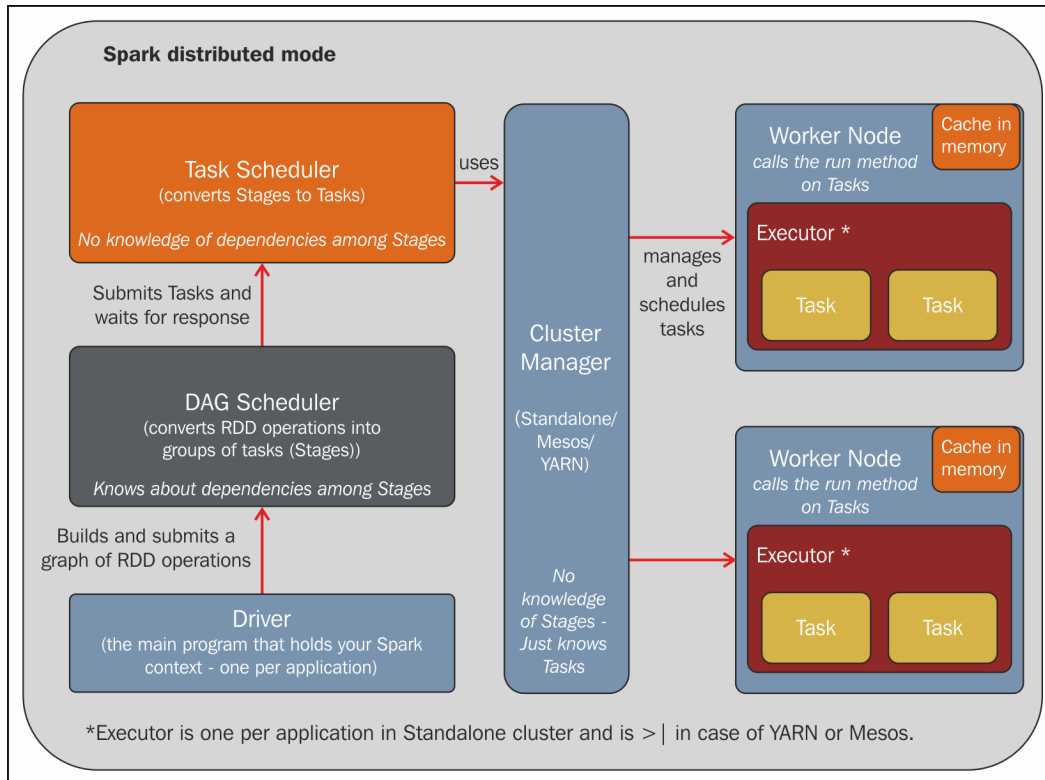 Spark distributed mode
Task Scheduler
(converts Stages to Tasks)
No knowledge of dependencies among Stages
uses
Submits Tasks and
waits for response
DAG Scheduler
(converts RDD operations into
groups of tasks (Stages))
Knows about dependencies among Stages
Builds and submits a
graph of RDD operations
Driver
(the main program that holds your Spark
context - one per application)
Cluster
Manager
(Standalone/
Mesos/
YARN)
No
knowledge
of Stages -
Just knows
Tasks
manages
and
schedules
tasks
Worker Node
calls the run method
on Tasks
Cache in
memory
Executor *
Task
Task
Worker Node
calls the run method
on Tasks
Cache in
memory
Executor *
Task
Task
*Executor is one per application in Standalone cluster and is >| in case of YARN or Mesos.